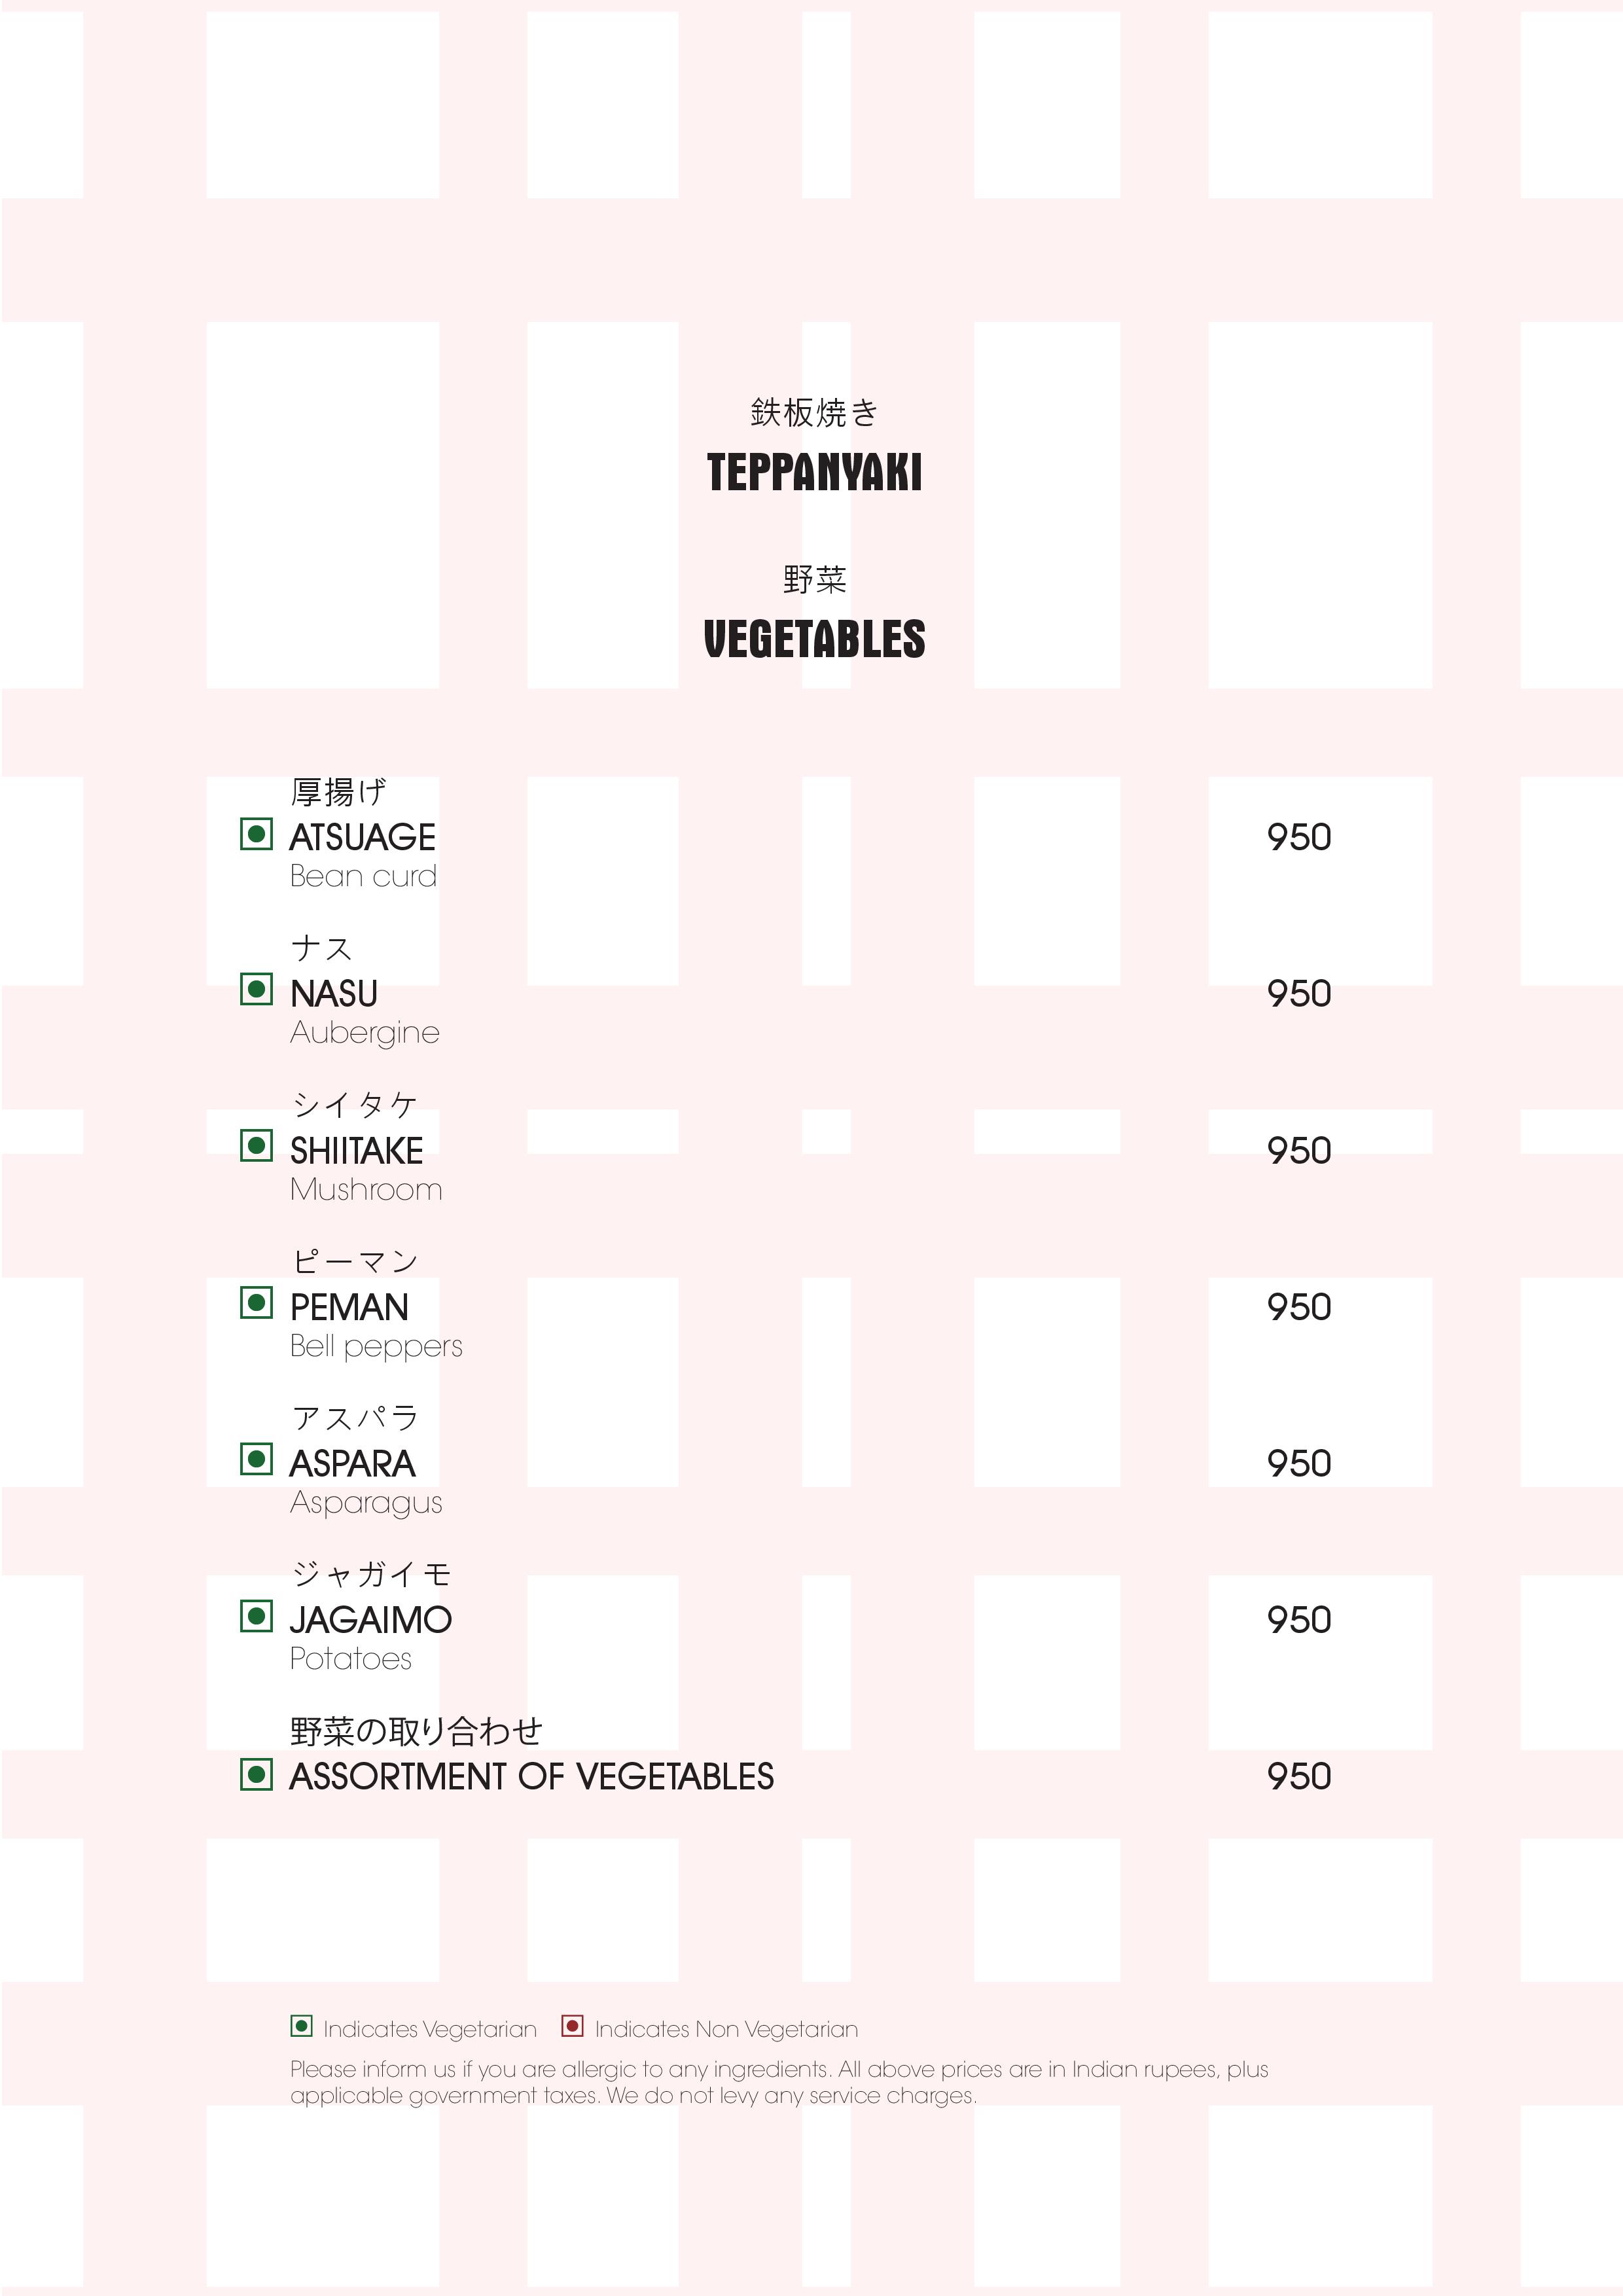 鉄板焼き
TEPPANYAKI
野菜
VEGETABLES
厚揚げ
ATSUAGE 950
Bean curd
ナス
NASU 950
Aubergine
シイタケ
SHIITAKE 950
Mushroom
ピーマン
PEMAN 950
Bell peppers
アスパラ
ASPARA 950
Asparagus
ジャガイモ
JAGAIMO 950
Potatoes
野菜の取り合わせ
ASSORTMENT OF VEGETABLES 950
Indicates Vegetarian Indicates Non Vegetarian
Please inform us if you are allergic to any ingredients. All above prices are in Indian rupees, plus
applicable government taxes. We do not levy any service charges.